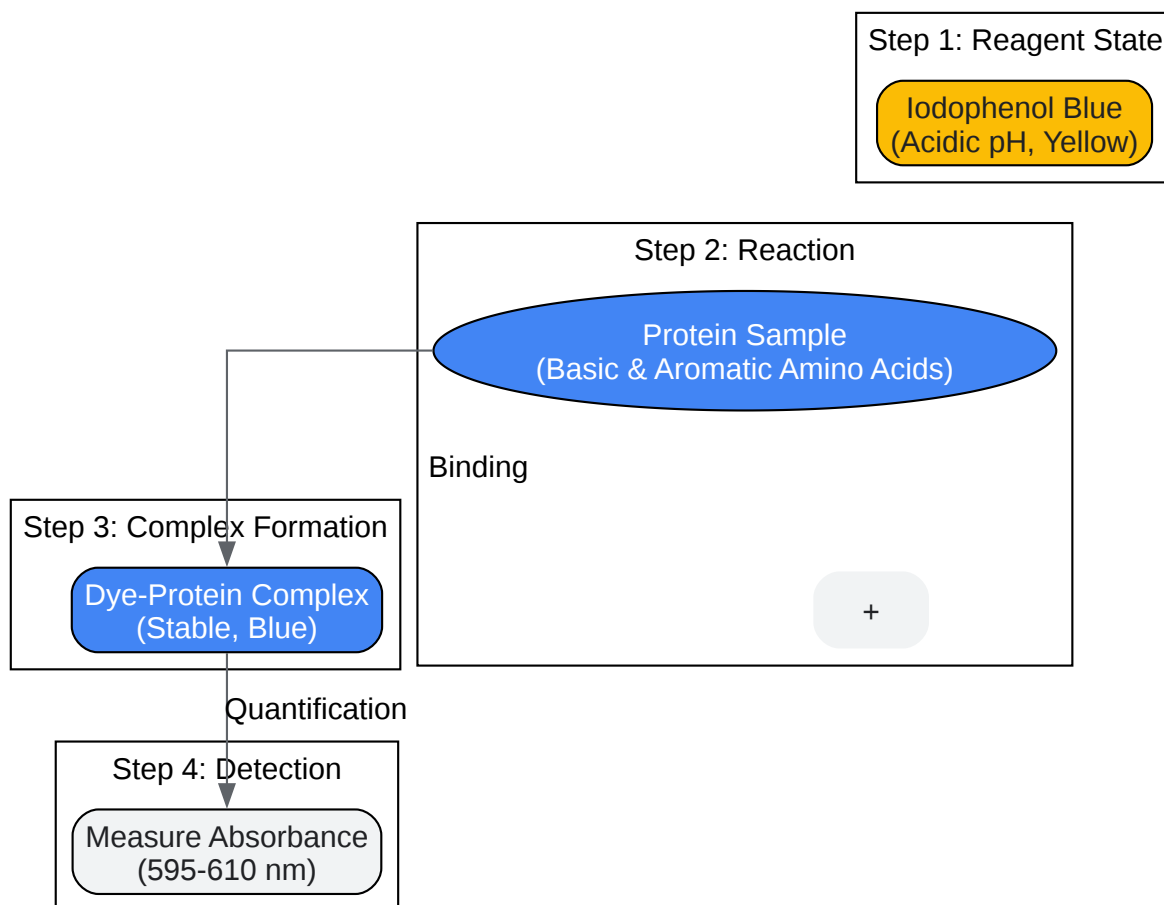 Step 1: Reagent State
Iodophenol Blue
(Acidic pH, Yellow)
Step 2: Reaction
Protein Sample
(Basic & Aromatic Amino Acids)
Binding
Step 3: Complex Formation
Dye-Protein Complex
(Stable, Blue)
+
Quantification
Step 4: Detection
Measure Absorbance
(595-610 nm)